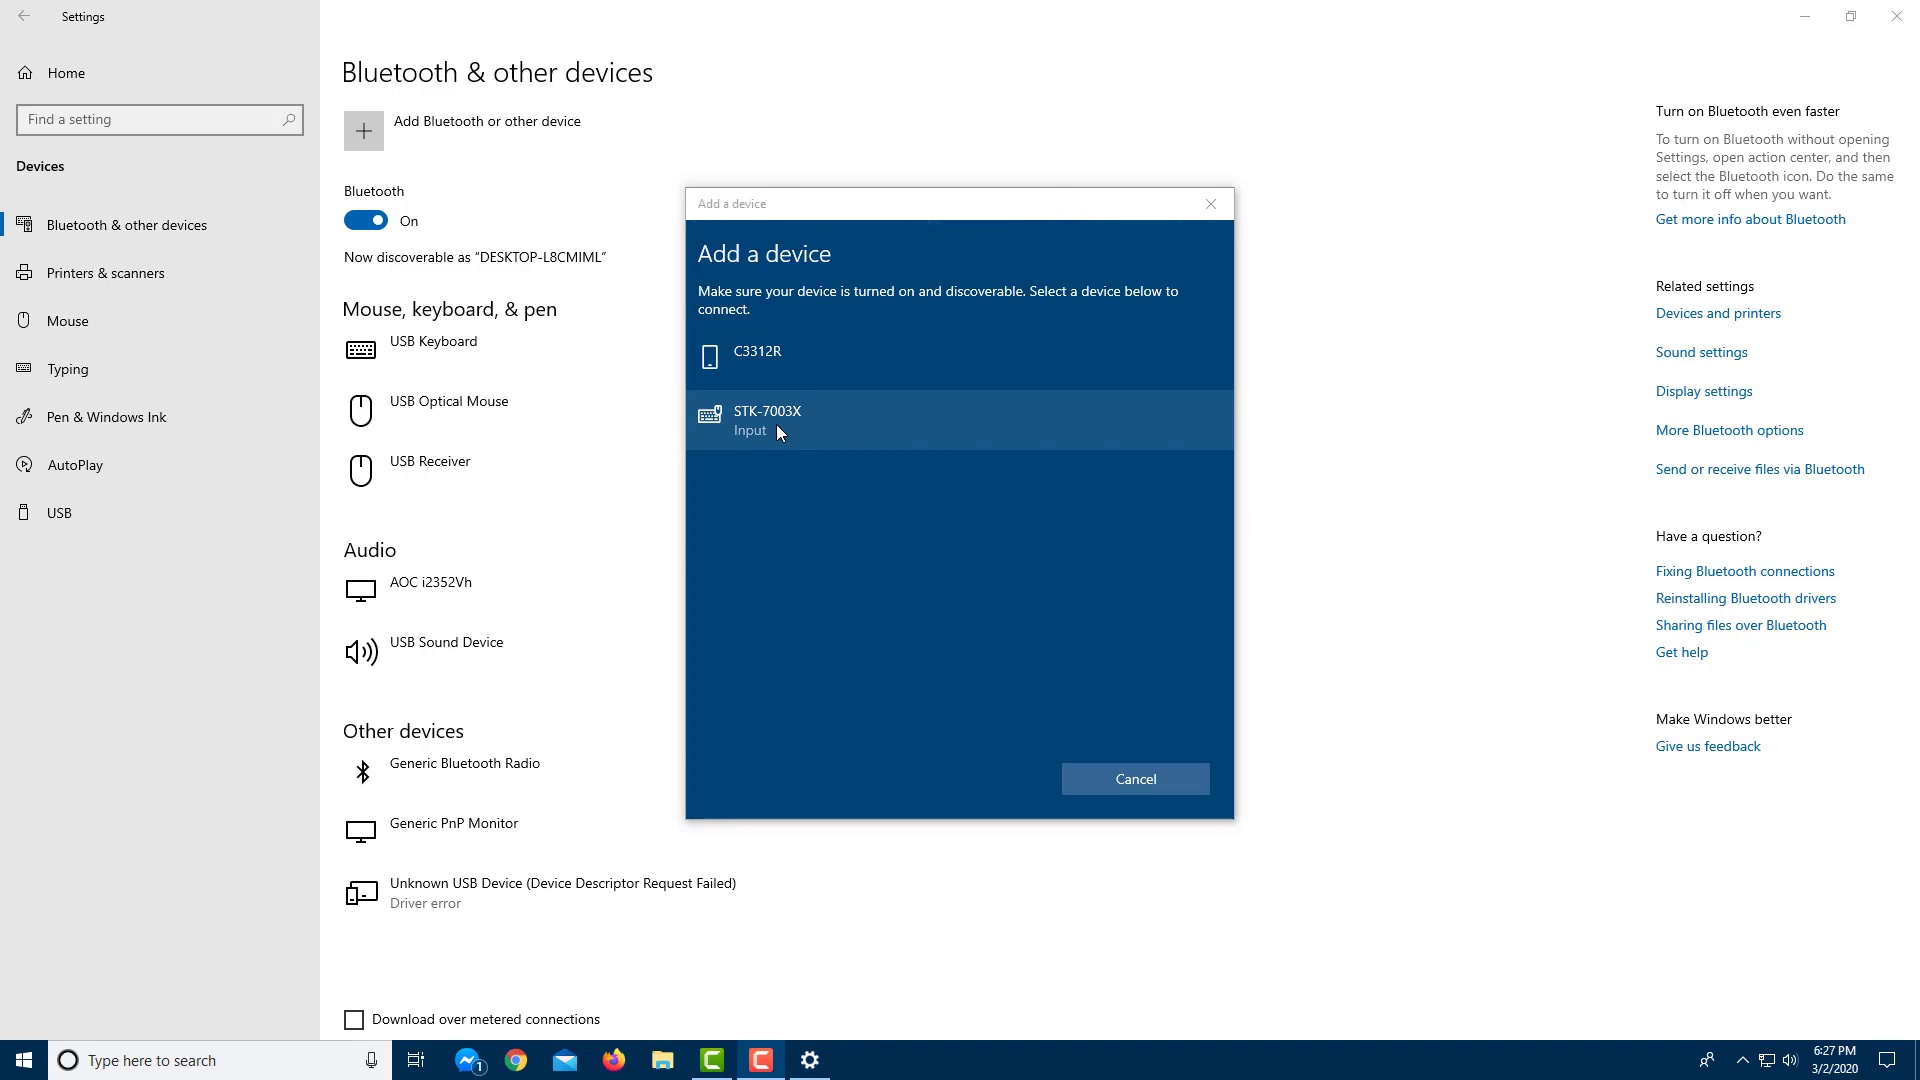 Settings
Home
Find a setting
Devices
Bluetooth & other devices
Printers & scanners
Mouse
Typing
Pen & Windows Ink
AutoPlay
USB
Bluetooth & other devices
Add Bluetooth or other device
Bluetooth
On
Now discoverable as “DESKTOP-L8CMIML”
Mouse, keyboard, & pen
USB Keyboard
USB Optical Mouse
USB Receiver
Audio
AOC i2352Vh
USB Sound Device
Other devices
Generic Bluetooth Radio
Generic PnP Monitor
Unknown USB Device (Device Descriptor Request Failed)
Driver error
Download over metered connections
Add a device
Add a device
Make sure your device is turned on and discoverable. Select a device below to
connect.
C3312R
STK-7003X
Input
Cancel
Turn on Bluetooth even faster
To turn on Bluetooth without opening
Settings, open action center, and then
select the Bluetooth icon. Do the same
to turn it off when you want.
Get more info about Bluetooth
Related settings
Devices and printers
Sound settings
Display settings
More Bluetooth options
Send or receive files via Bluetooth
Have a question?
Fixing Bluetooth connections
Reinstalling Bluetooth drivers
Sharing files over Bluetooth
Get help
Make Windows better
Give us feedback
Type here to search
1
6:27 PM
3/2/2020